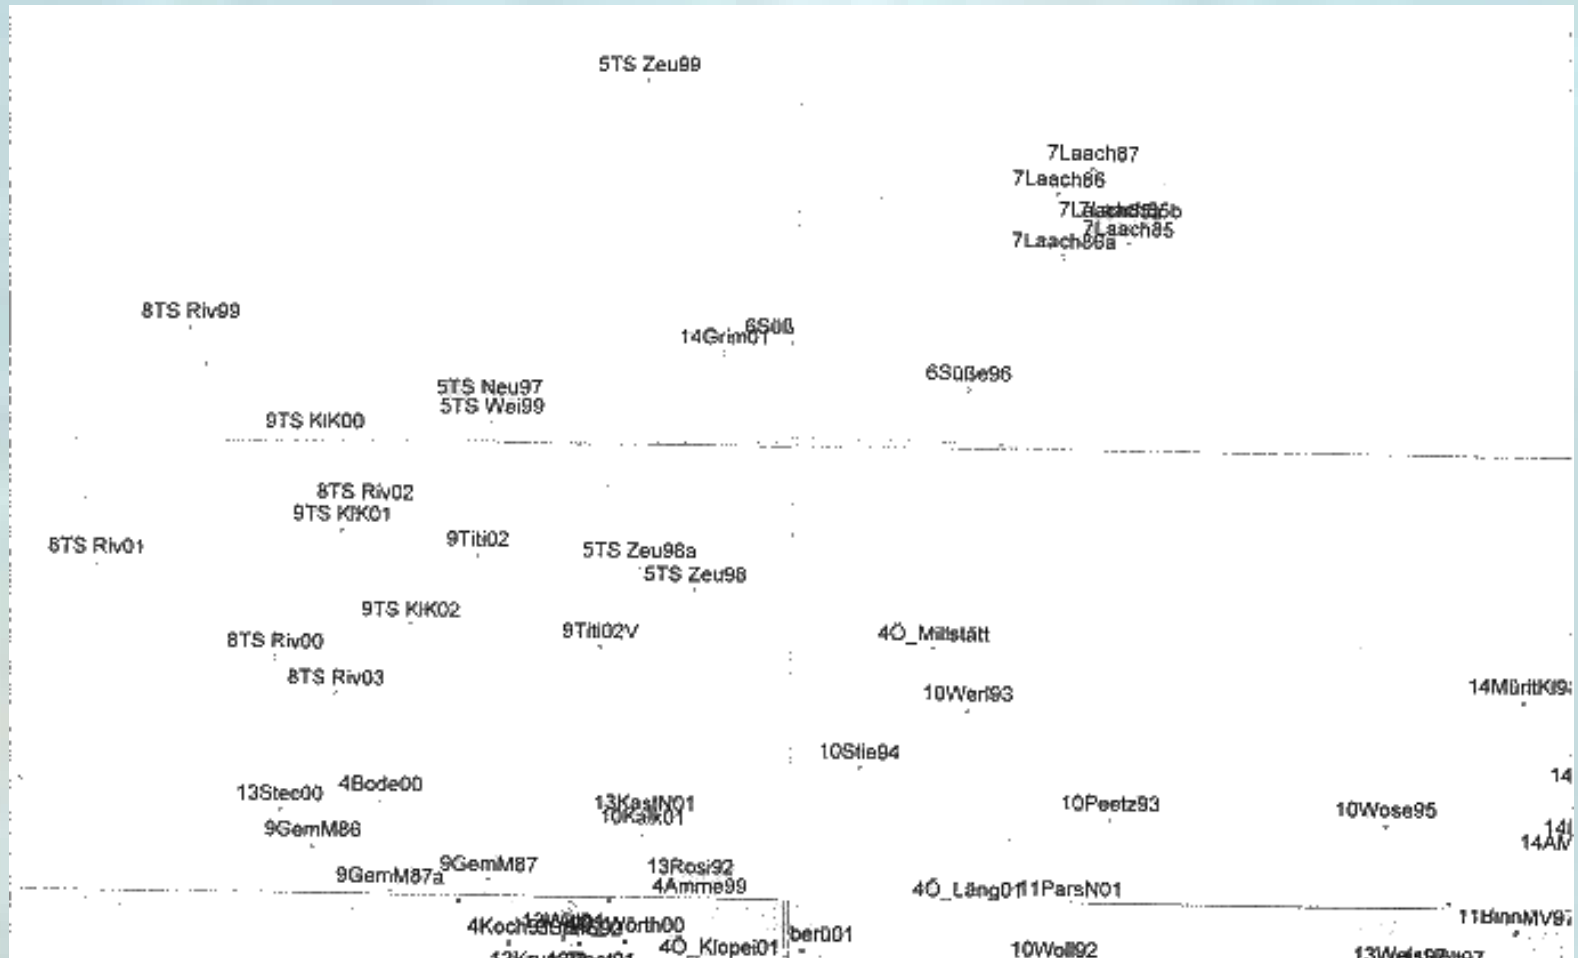 5TS Zeu99
7Laach87
7Laach86
7Laach85
7Laach86a
8TS Riv99
6Süß
14Grim01
6Süße96
5TS Neu97
5TS Wei99
9TS KlK00
8TS Riv02
9TS KlK01
9Titi02
8TS Riv01
5TS Zeu98a
5TS Zeu98
9TS KlK02
9Titi02V
8TS Riv00
4Ö_Millstätt
8TS Riv03
10Werl93
10Stie94
4Bode00
13Stec00
13KastN01
10Kalk01
10Peetz93
10Wose95
9GemM86
14
9GemM87
13Rosi92
9GemM87a
4Amme99
4Ö_Läng01
11ParsN01
4Ö_Klopei01
10Woll92